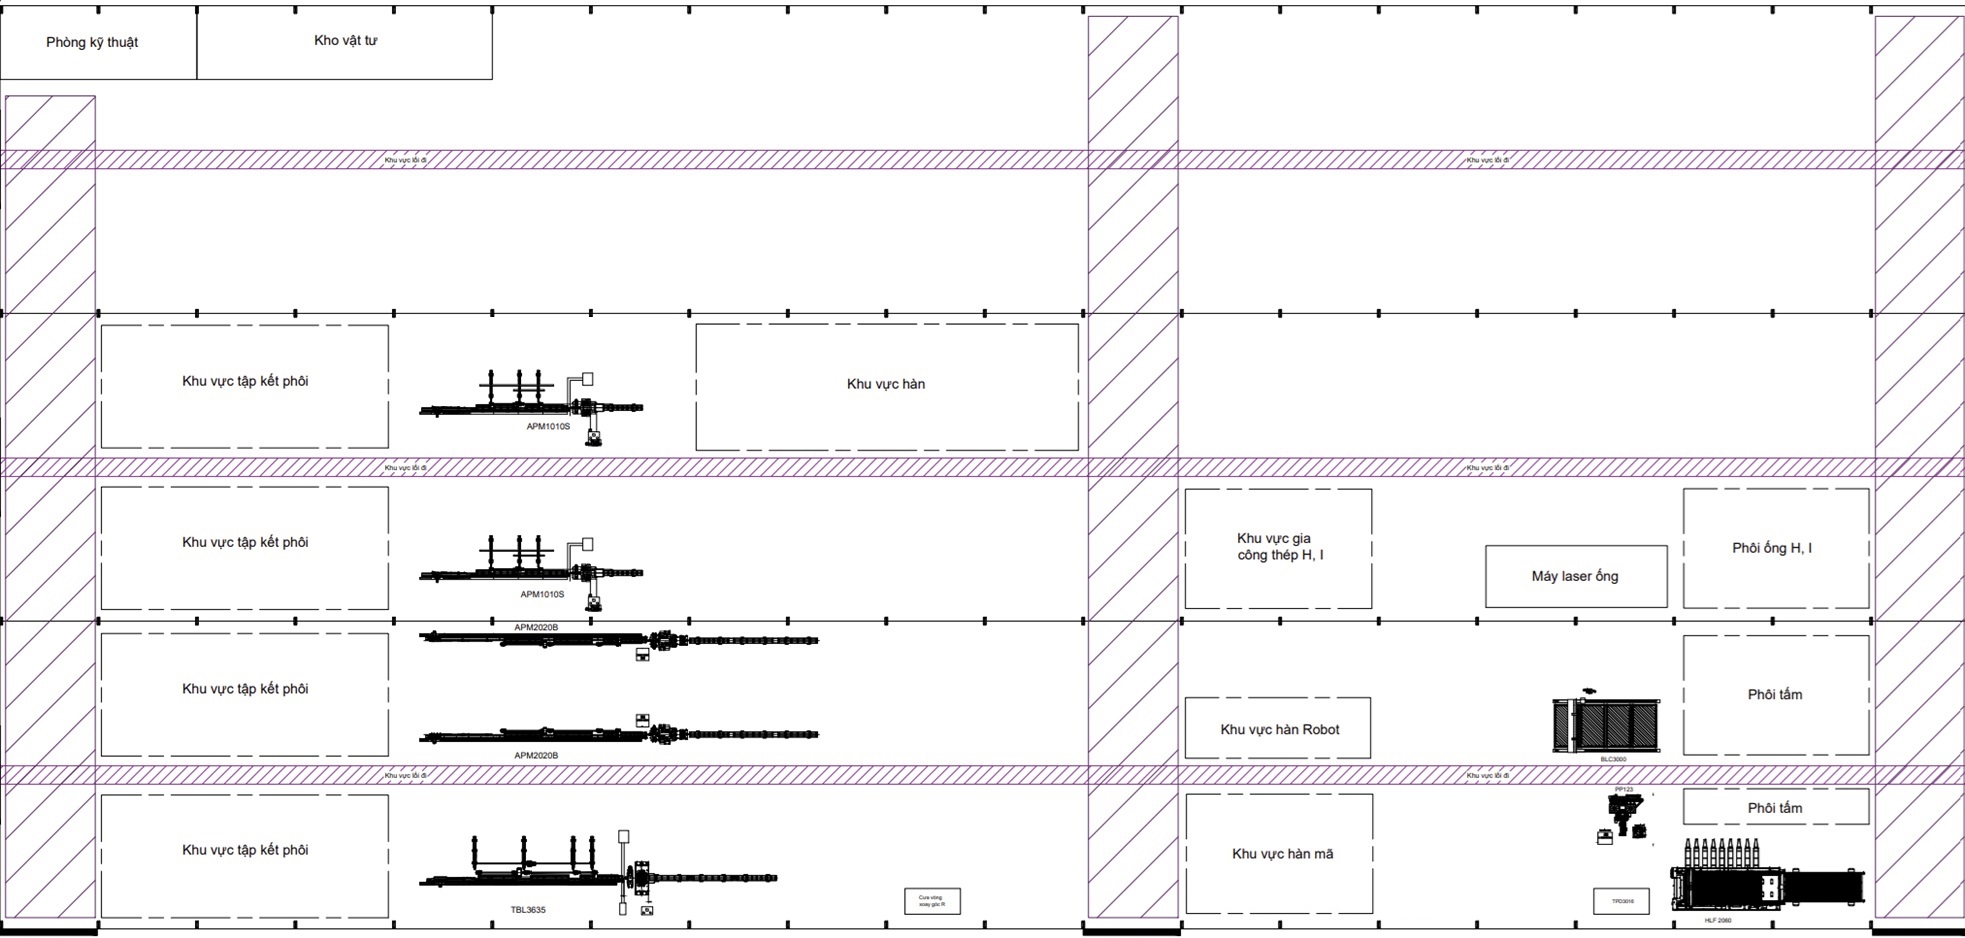 Phòng kỹ thuật
Kho vật tư
Khu vực lối đi
Khu vực lối đi
Khu vực tập kết phôi
APM1010S
Khu vực hàn
Khu vực lối đi
Khu vực lối đi
Khu vực tập kết phôi
APM1010S
Khu vực gia
công thép H, I
Máy laser ống
Phôi ống H, I
APM2020B
Khu vực tập kết phôi
APM2020B
Khu vực hàn Robot
BLC3000
Phôi tấm
Khu vực lối đi
Khu vực lối đi
Khu vực tập kết phôi
TBL3635
Cưa vòng
xoay góc R
Khu vực hàn mã
PP123
Phôi tấm
TPD3016
HLF 2060